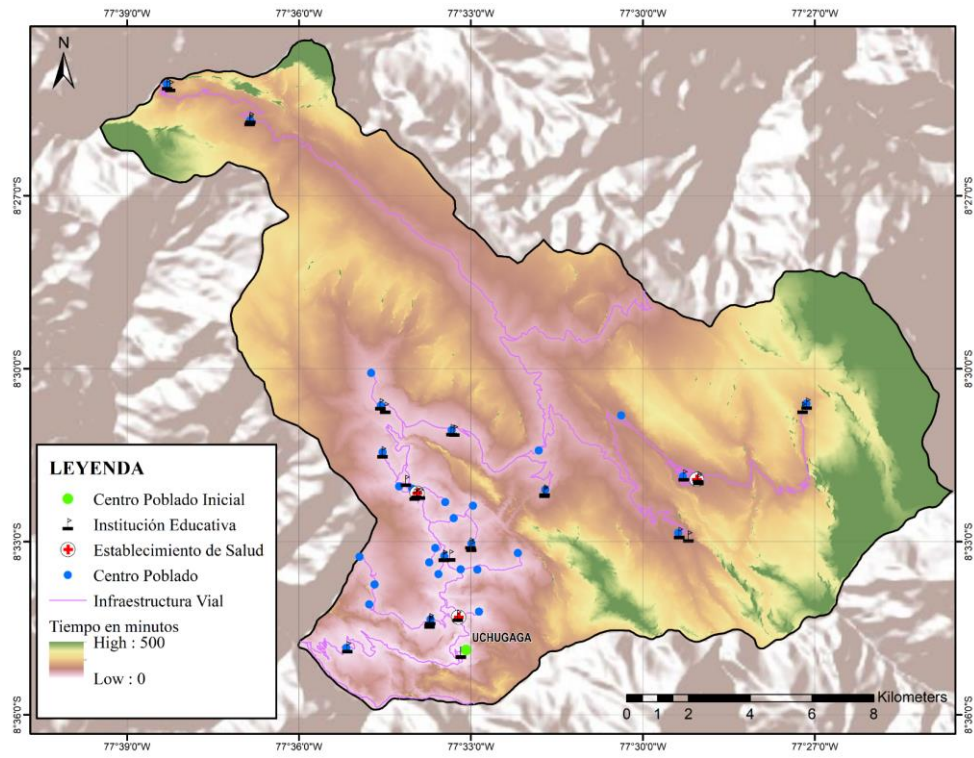 77°39'0"W 77°36'0"W 77°33'0"W 77°30'0"W 77°27'0"W
N
8°27'0"S 8°27'0"S
8°30'0"S 8°30'0"S
8°33'0"S 8°33'0"S
8°36'0"S 8°36'0"S
LEYENDA
Centro Poblado Inicial
Institución Educativa
Establecimiento de Salud
Centro Poblado
Infraestructura Vial
Tiempo en minutos
High : 500
Low : 0
UCHUGAGA
Kilometers
0 1 2 4 6 8
77°39'0"W 77°36'0"W 77°33'0"W 77°30'0"W 77°27'0"W